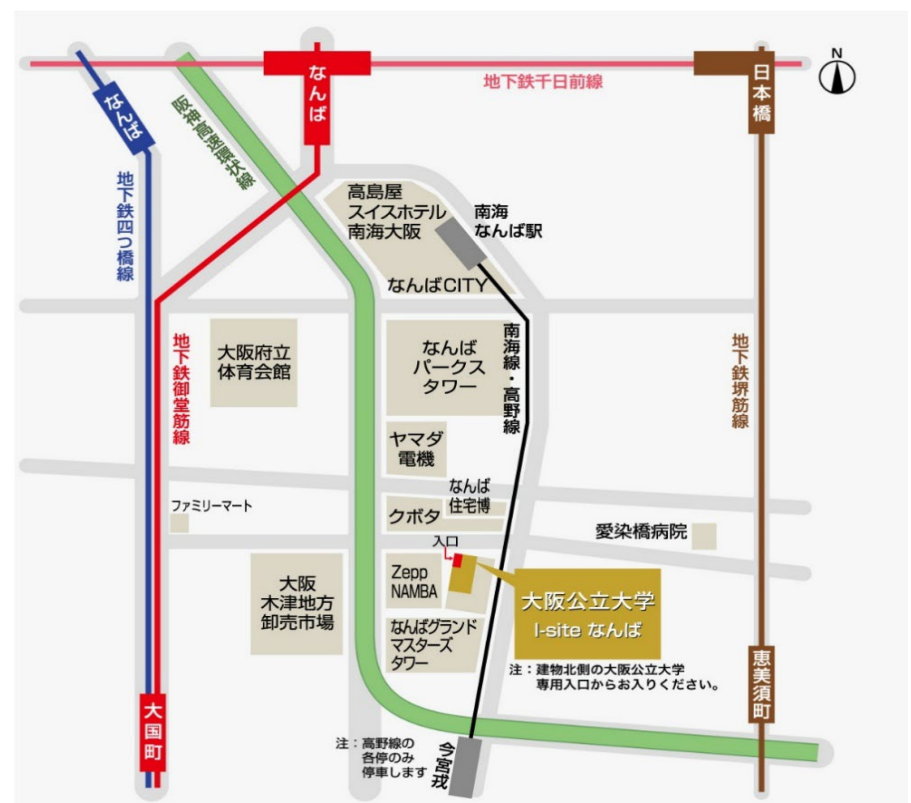 N
なんば
なんば
日本橋
地下鉄千日前線
阪神高速環状線
地下鉄四つ橋線
高島屋
スイスホテル
南海大阪
南海
なんば駅
なんばCITY
大阪府立
体育会館
なんば
パークス
タワー
南海線・高野線
地下鉄御堂筋線
地下鉄堺筋線
ヤマダ
電機
なんば
住宅博
ファミリーマート
クボタ
愛染橋病院
入口
Zepp
NAMBA
大阪
木津地方
卸売市場
大阪公立大学
I-site なんば
なんばグランド
マスターズ
タワー
注：建物北側の大阪公立大学
専用入口からお入りください。
恵美須町
大国町
注：高野線の
各停のみ
停車します
今宮戎